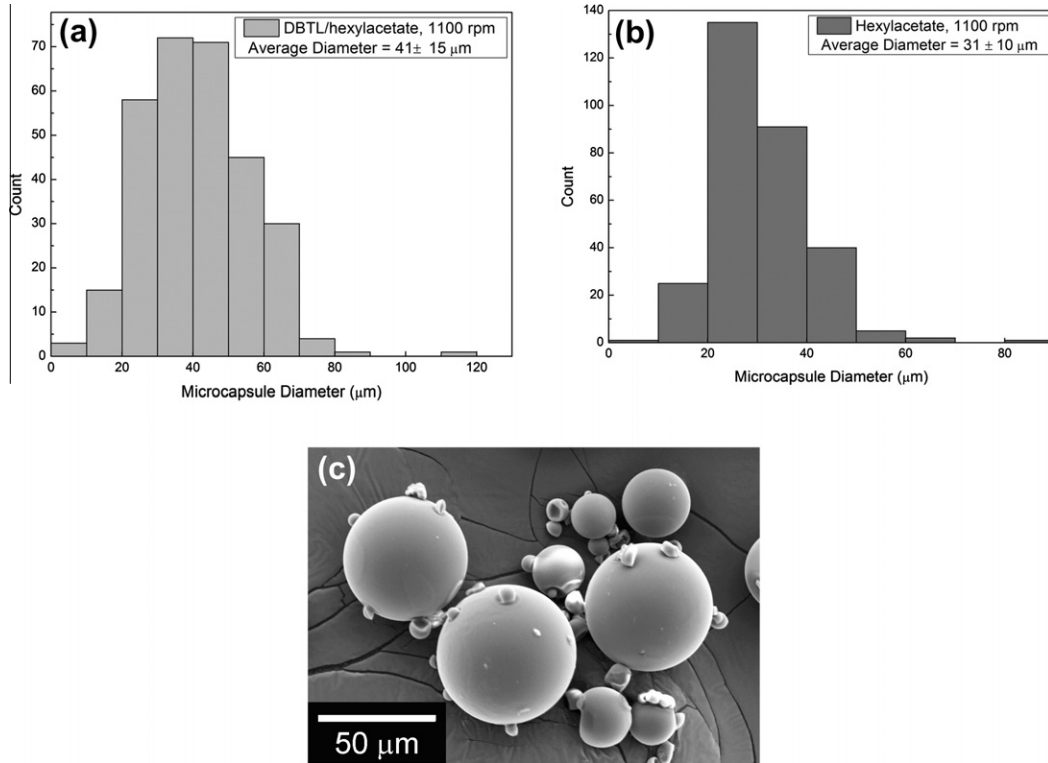 (a)
DBTL/hexylacetate, 1100 rpm
Average Diameter = 41± 15 μm
70
60
50
40
30
20
10
0
Count
0 20 40 60 80 100 120
Microcapsule Diameter (μm)
(b)
Hexylacetate, 1100 rpm
Average Diameter = 31 ± 10 μm
140
120
100
80
60
40
20
0
Count
0 20 40 60 80
Microcapsule Diameter (μm)
(c)
50 μm